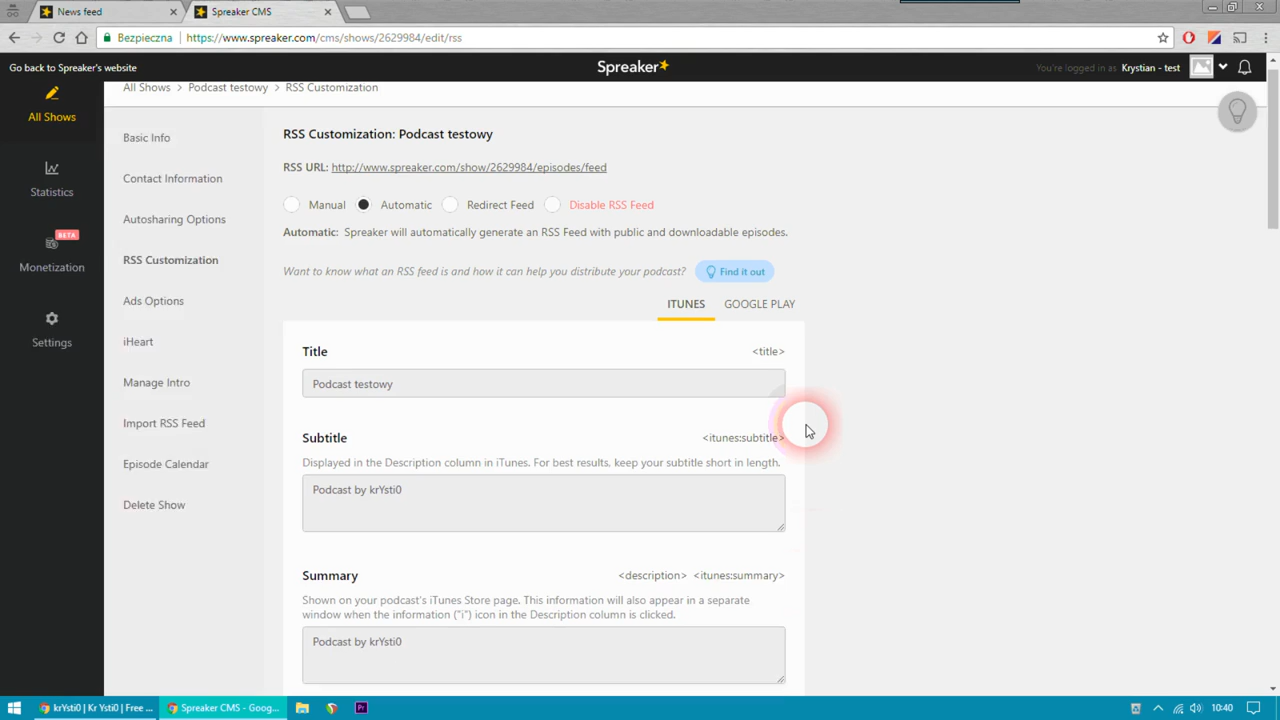 News feed
Spreaker CMS
Bezpieczna https://www.spreaker.com/cms/shows/2629984/edit/rss
Go back to Spreaker's website
Spreaker
You're logged in as Krystian - test
All Shows
Statistics
BETA
Monetization
Settings
All Shows > Podcast testowy > RSS Customization
Basic Info
Contact Information
Autosharing Options
RSS Customization
Ads Options
iHeart
Manage Intro
Import RSS Feed
Episode Calendar
Delete Show
RSS Customization: Podcast testowy
RSS URL: http://www.spreaker.com/show/2629984/episodes/feed
Manual Automatic Redirect Feed Disable RSS Feed
Automatic: Spreaker will automatically generate an RSS Feed with public and downloadable episodes.
Want to know what an RSS feed is and how it can help you distribute your podcast? Find it out
ITUNES GOOGLE PLAY
Title <title>
Podcast testowy
Subtitle <itunes:subtitle>
Displayed in the Description column in iTunes. For best results, keep your subtitle short in length.
Podcast by krYsti0
Summary <description> <itunes:summary>
Shown on your podcast's iTunes Store page. This information will also appear in a separate
window when the information ("i") icon in the Description column is clicked.
Podcast by krYsti0
krYsti0 | Kr Ysti0 | Free ...
Spreaker CMS - Goog...
Pr
10:40